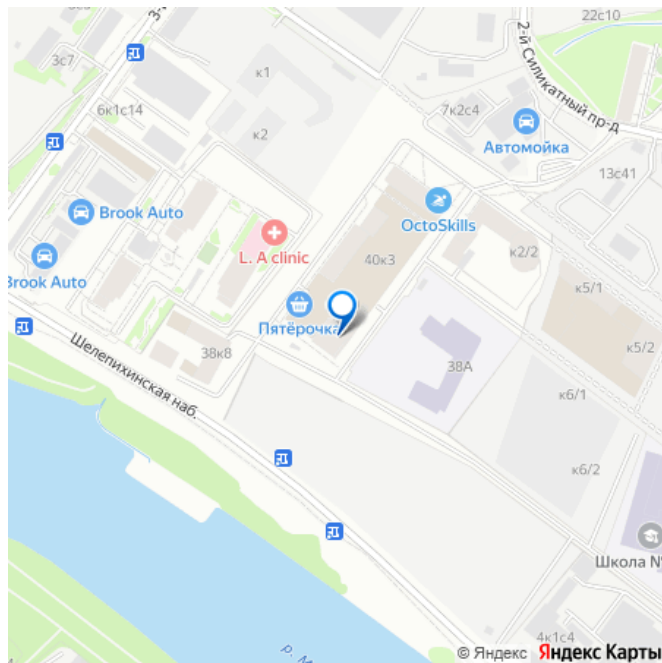 22с10
3с7
к1
2-й Силикатный пр-д
6к1с14
7к2с4
к2
Автомойка
13с41
Brook Auto
OctoSkills
L. A clinic
к2/2
40к3
Brook Auto
к5/1
Пятёрочка
Шелепихинская наб.
38к8
38А
к5/2
к6/1
к6/2
Школа №
4к1с4
© Яндекс Яндекс Карты